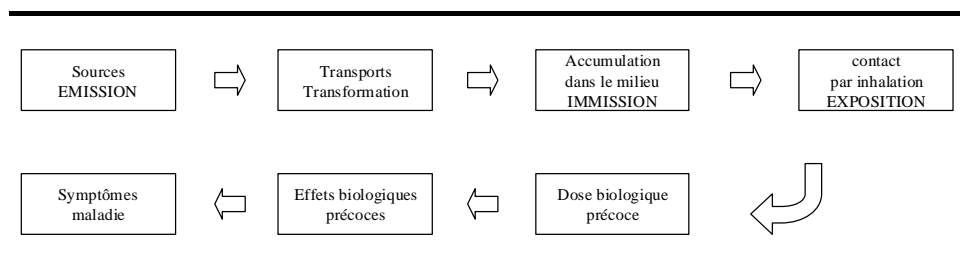 Sources
EMISSION
Transports
Transformation
Accumulation
dans le milieu
IMMISSION
contact
par inhalation
EXPOSITION
Symptômes
maladie
Effets biologiques
précoces
Dose biologique
précoce